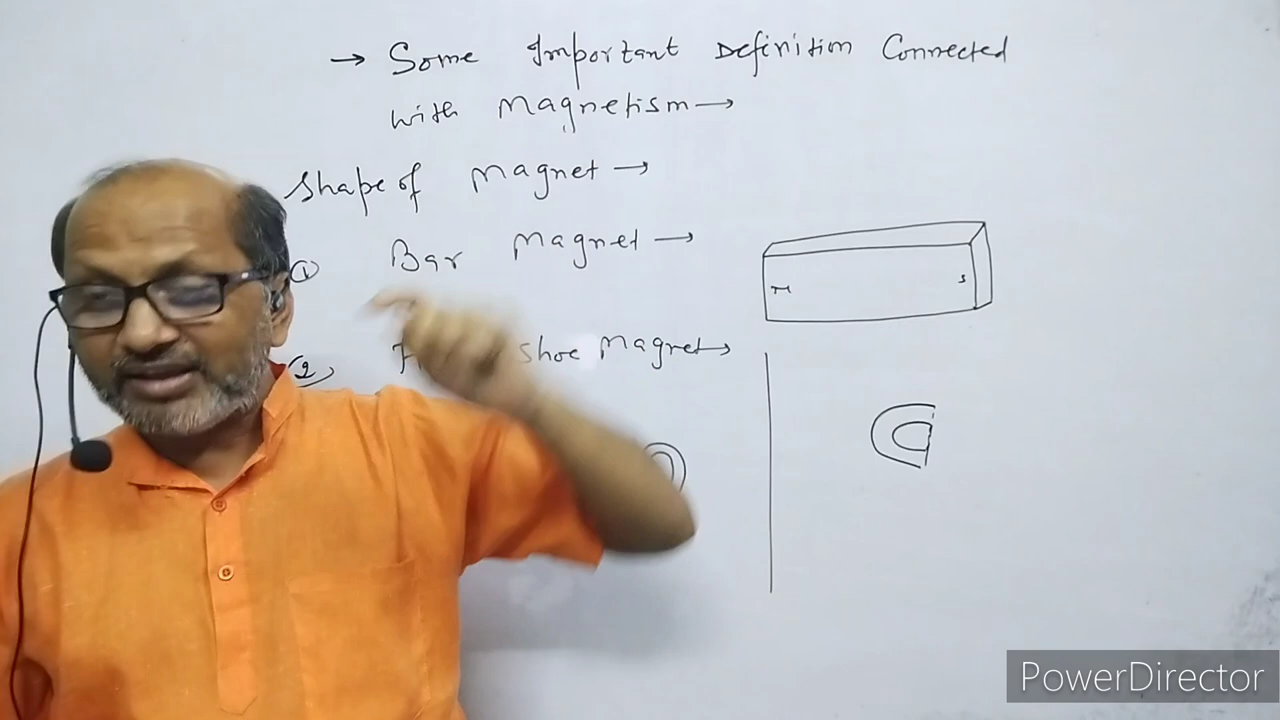 → Some Important Definition Connected
with Magnetism →
Shape of Magnet →
① Bar Magnet →
S
② shoe Magnet →
PowerDirector